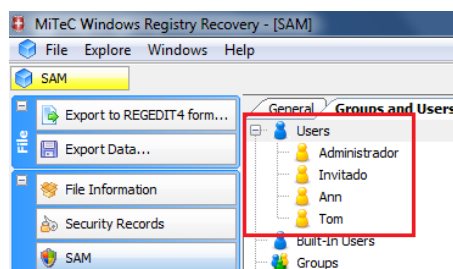 MiTeC Windows Registry Recovery - [SAM]
File Explore Windows Help
SAM
File
Export to REGEDIT4 form...
Export Data...
File Information
Security Records
SAM
General Groups and Users
Users
Administrador
Invitado
Ann
Tom
Built-In Users
Groups